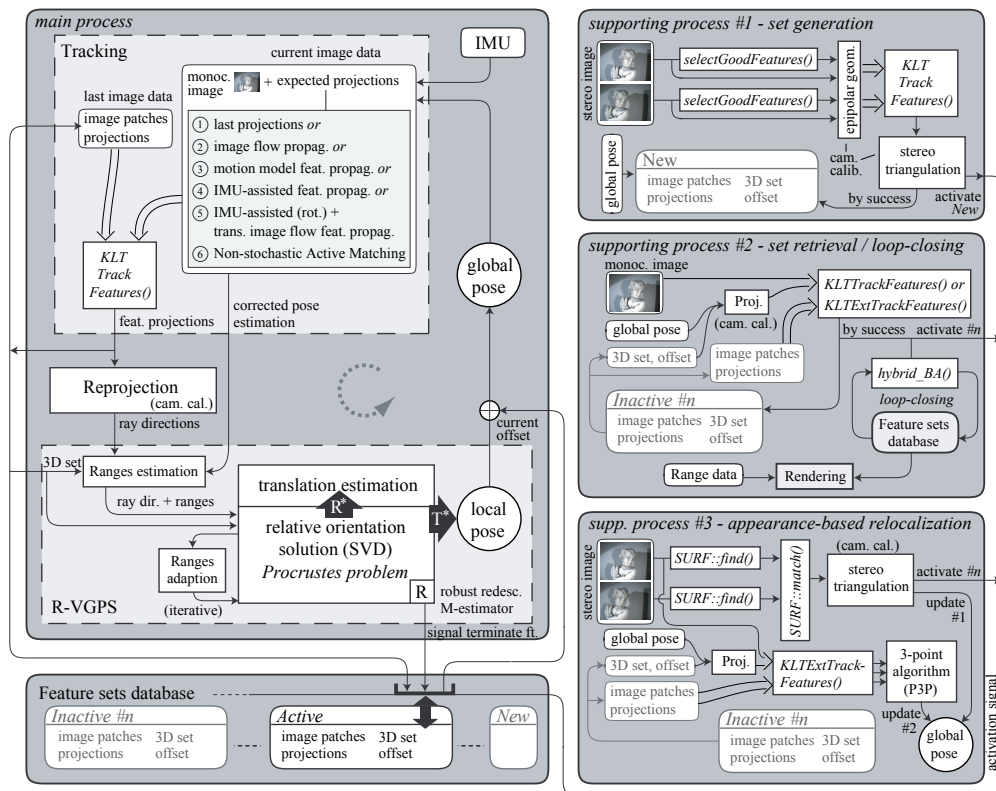 main process
Tracking
current image data
IMU
monoc.
image
+ expected projections
last image data
image patches
projections
1 last projections or
2 image flow propag. or
3 motion model feat. propag. or
4 IMU-assisted feat. propag. or
5 IMU-assisted (rot.) +
trans. image flow feat. propag.
6 Non-stochastic Active Matching
KLT
Track
Features()
global
pose
feat. projections
corrected pose
estimation
Reprojection
(cam. cal.)
ray directions
current
offset
3D set
Ranges estimation
ray dir. + ranges
translation estimation
R*
T*
relative orientation
solution (SVD)
Procrustes problem
R
local
pose
Ranges
adaption
(iterative)
R-VGPS
robust redesc.
M-estimator
signal terminate ft.
Feature sets database
Inactive #n
image patches 3D set
projections offset
Active
image patches 3D set
projections offset
New
supporting process #1 - set generation
stereo image
selectGoodFeatures()
selectGoodFeatures()
epipolar geom.
KLT
Track
Features()
global pose
New
image patches 3D set
projections offset
cam.
calib.
stereo
triangulation
by success
activate
New
supporting process #2 - set retrieval / loop-closing
monoc. image
Proj.
(cam. cal.)
KLTTrackFeatures() or
KLTExtTrackFeatures()
global pose
3D set, offset
image patches
projections
by success
activate #n
Inactive #n
image patches 3D set
projections offset
hybrid_BA()
loop-closing
Feature sets
database
Range data
Rendering
supp. process #3 - appearance-based relocalization
stereo image
SURF::find()
SURF::find()
SURF::match()
(cam. cal.)
stereo
triangulation
activate #n
update
#1
global pose
3D set, offset
Proj.
image patches
projections
KLTExtTrack-
Features()
3-point
algorithm
(P3P)
Inactive #n
image patches 3D set
projections offset
update
#2
global
pose
activation signal